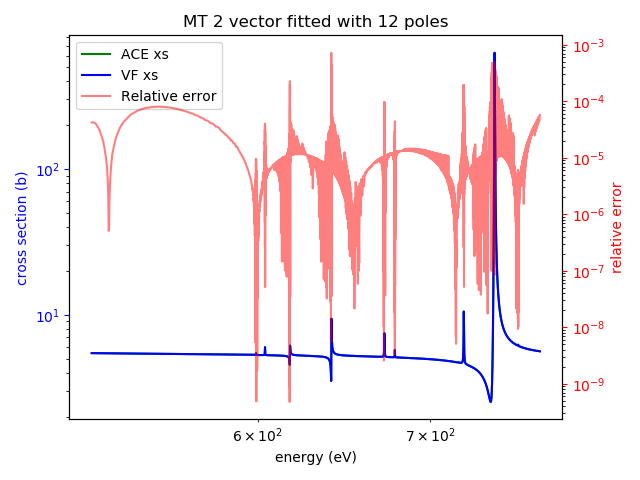 MT 2 vector fitted with 12 poles
ACE xs
VF xs
Relative error
cross section (b)
10²
10¹
relative error
10⁻³
10⁻⁴
10⁻⁵
10⁻⁶
10⁻⁷
10⁻⁸
10⁻⁹
6 × 10²
7 × 10²
energy (eV)